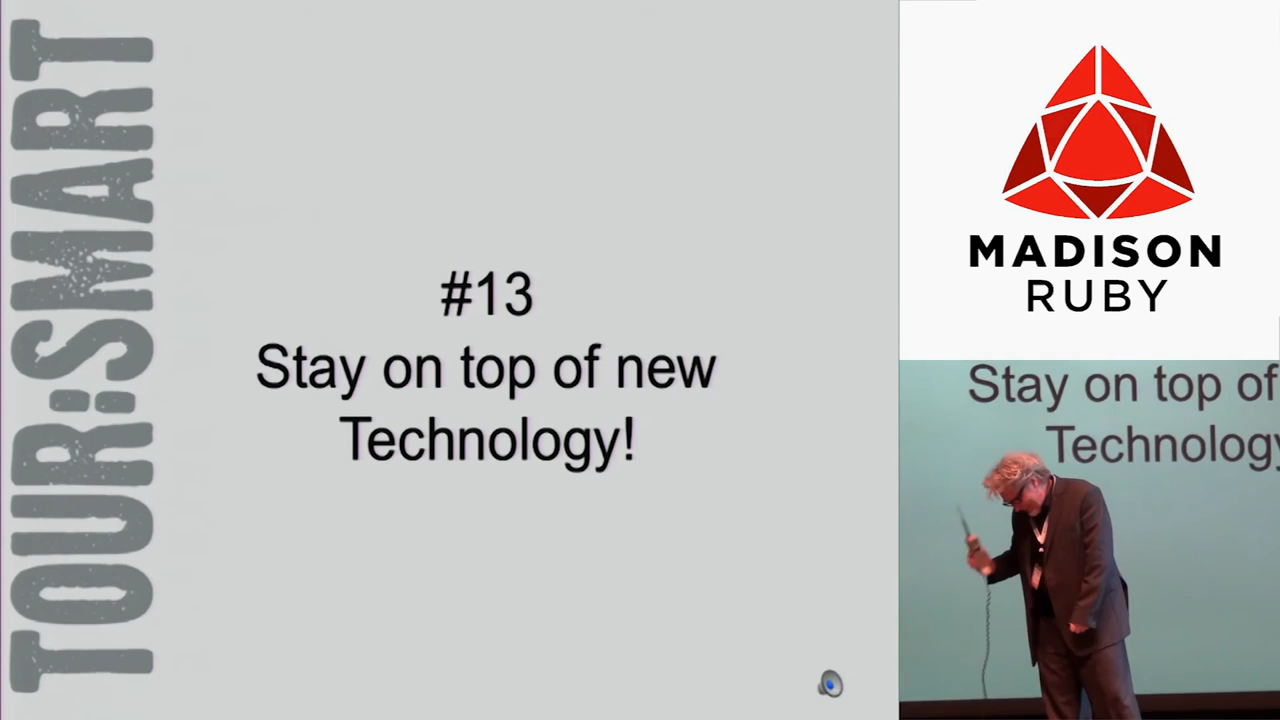 TOUR:SMART
#13
Stay on top of new
Technology!
MADISON
RUBY
Stay on top of
Technology